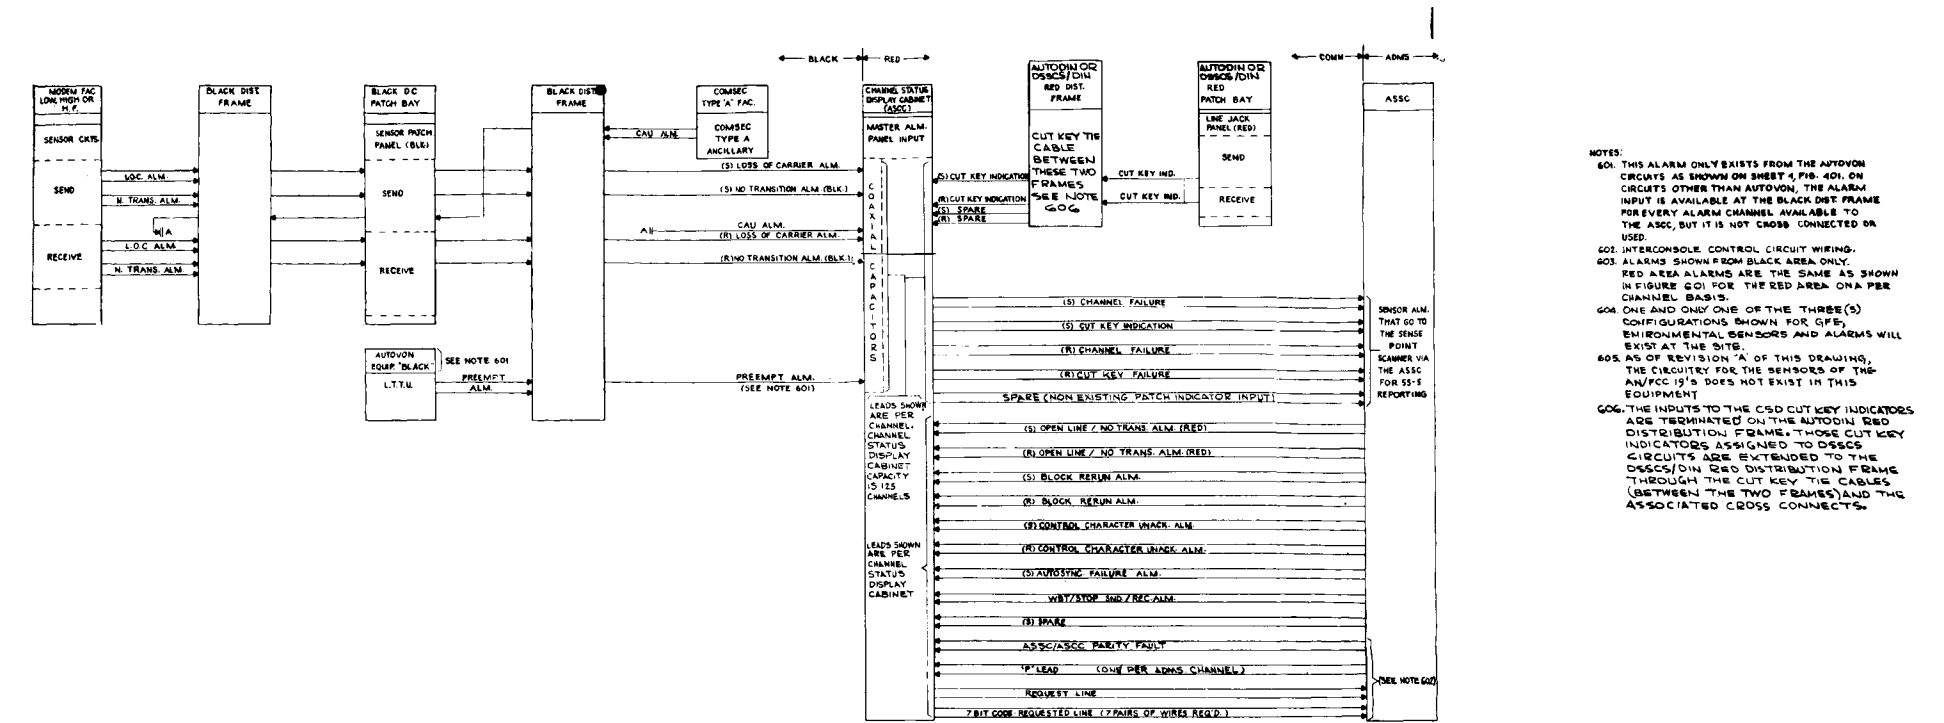 BLACK
RED
COMM
ADMS
MODEM FAC
LOW, HIGH OR
H.F.
SENSOR CKTS
SEND
RECEIVE
LOC. ALM.
N. TRANS. ALM.
A
L.O.C ALM
N. TRANS. ALM.
BLACK DIST.
FRAME
BLACK DC
PATCH BAY
SENSOR PATCH
PANEL (BLK)
SEND
RECEIVE
AUTOVON
EQUIP. "BLACK"
L.T.T.U.
SEE NOTE 601
PREEMPT
ALM.
BLACK DIST
FRAME
COMSEC
TYPE "A" FAC.
COMSEC
TYPE A
ANCILLARY
CAU ALM.
(S) LOSS OF CARRIER ALM.
(S) NO TRANSITION ALM (BLK.)
A
CAU ALM.
(R) LOSS OF CARRIER ALM.
(R) NO TRANSITION ALM. (BLK.)
PREEMPT ALM.
(SEE NOTE 601)
CHANNEL STATUS
DISPLAY CABINET
(ASCC)
MASTER ALM.
PANEL INPUT
COAXIAL
CAPACITORS
LEADS SHOWN
ARE PER
CHANNEL.
CHANNEL
STATUS
DISPLAY
CABINET
CAPACITY
IS 125
CHANNELS
LEADS SHOWN
ARE PER
CHANNEL
STATUS
DISPLAY
CABINET
(S) CUT KEY INDICATION
(R) CUT KEY INDICATION
(S) SPARE
(R) SPARE
AUTODIN OR
DSSCS/DIN
RED DIST.
FRAME
CUT KEY TIE
CABLE
BETWEEN
THESE TWO
FRAMES
SEE NOTE
606
CUT KEY IND.
CUT KEY IND.
AUTODIN OR
DSSCS/DIN
RED
PATCH BAY
LINE JACK
PANEL (RED)
SEND
RECEIVE
ASSC
(S) CHANNEL FAILURE
(S) CUT KEY INDICATION
(R) CHANNEL FAILURE
(R) CUT KEY FAILURE
SPARE (NON EXISTING PATCH INDICATOR INPUT)
SENSOR ALM.
THAT GO TO
THE SENSE
POINT
SCANNER VIA
THE ASSC
FOR SS-5
REPORTING
(S) OPEN LINE / NO TRANS. ALM. (RED)
(R) OPEN LINE / NO TRANS. ALM. (RED)
(S) BLOCK RERUN ALM.
(R) BLOCK RERUN ALM.
(S) CONTROL CHARACTER UNACK. ALM.
(R) CONTROL CHARACTER UNACK. ALM.
(S) AUTOSYNC FAILURE ALM.
WBT/STOP SND / REC ALM.
(S) SPARE
ASSC/ASCC PARITY FAULT
"P" LEAD (ONE PER ADMS CHANNEL)
REQUEST LINE
7 BIT CODE REQUESTED LINE (7 PAIRS OF WIRES REQ'D.)
(SEE NOTE 602)
NOTES:
601. THIS ALARM ONLY EXISTS FROM THE AUTOVON
CIRCUITS AS SHOWN ON SHEET 4, FIG. 401. ON
CIRCUITS OTHER THAN AUTOVON, THE ALARM
INPUT IS AVAILABLE AT THE BLACK DIST FRAME
FOR EVERY ALARM CHANNEL AVAILABLE TO
THE ASCC, BUT IT IS NOT CROSS CONNECTED OR
USED.
602. INTERCONSOLE CONTROL CIRCUIT WIRING.
603. ALARMS SHOWN FROM BLACK AREA ONLY.
RED AREA ALARMS ARE THE SAME AS SHOWN
IN FIGURE 601 FOR THE RED AREA ON A PER
CHANNEL BASIS.
604. ONE AND ONLY ONE OF THE THREE(3)
CONFIGURATIONS SHOWN FOR GFE,
ENVIRONMENTAL SENSORS AND ALARMS WILL
EXIST AT THE SITE.
605. AS OF REVISION "A" OF THIS DRAWING,
THE CIRCUITRY FOR THE SENSORS OF THE
AN/FCC 19'S DOES NOT EXIST IN THIS
EQUIPMENT
606. THE INPUTS TO THE CSD CUT KEY INDICATORS
ARE TERMINATED ON THE AUTODIN RED
DISTRIBUTION FRAME. THOSE CUT KEY
INDICATORS ASSIGNED TO DSSCS
CIRCUITS ARE EXTENDED TO THE
DSSCS/DIN RED DISTRIBUTION FRAME
THROUGH THE CUT KEY TIE CABLES
(BETWEEN THE TWO FRAMES) AND THE
ASSOCIATED CROSS CONNECTS.